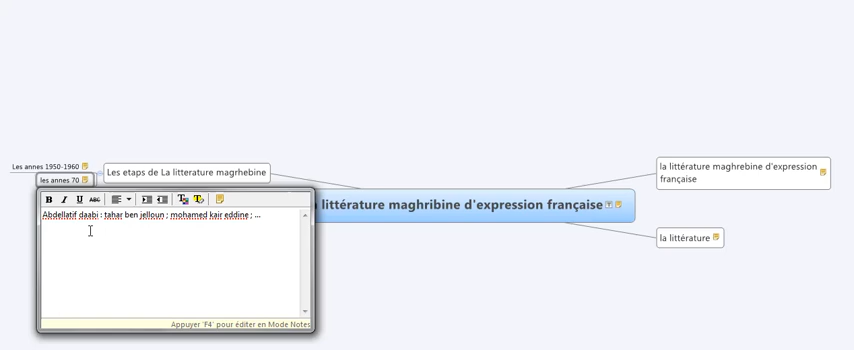 Les annes 1950-1960
les annes 70
Les etaps de La litterature magrhebine
littérature maghribine d'expression française
la littérature maghrebine d'expression
française
la littérature
B I U ABC
Abdellatif daabi : tahar ben jelloun ; mohamed kair eddine ; ...
Appuyer 'F4' pour éditer en Mode Notes